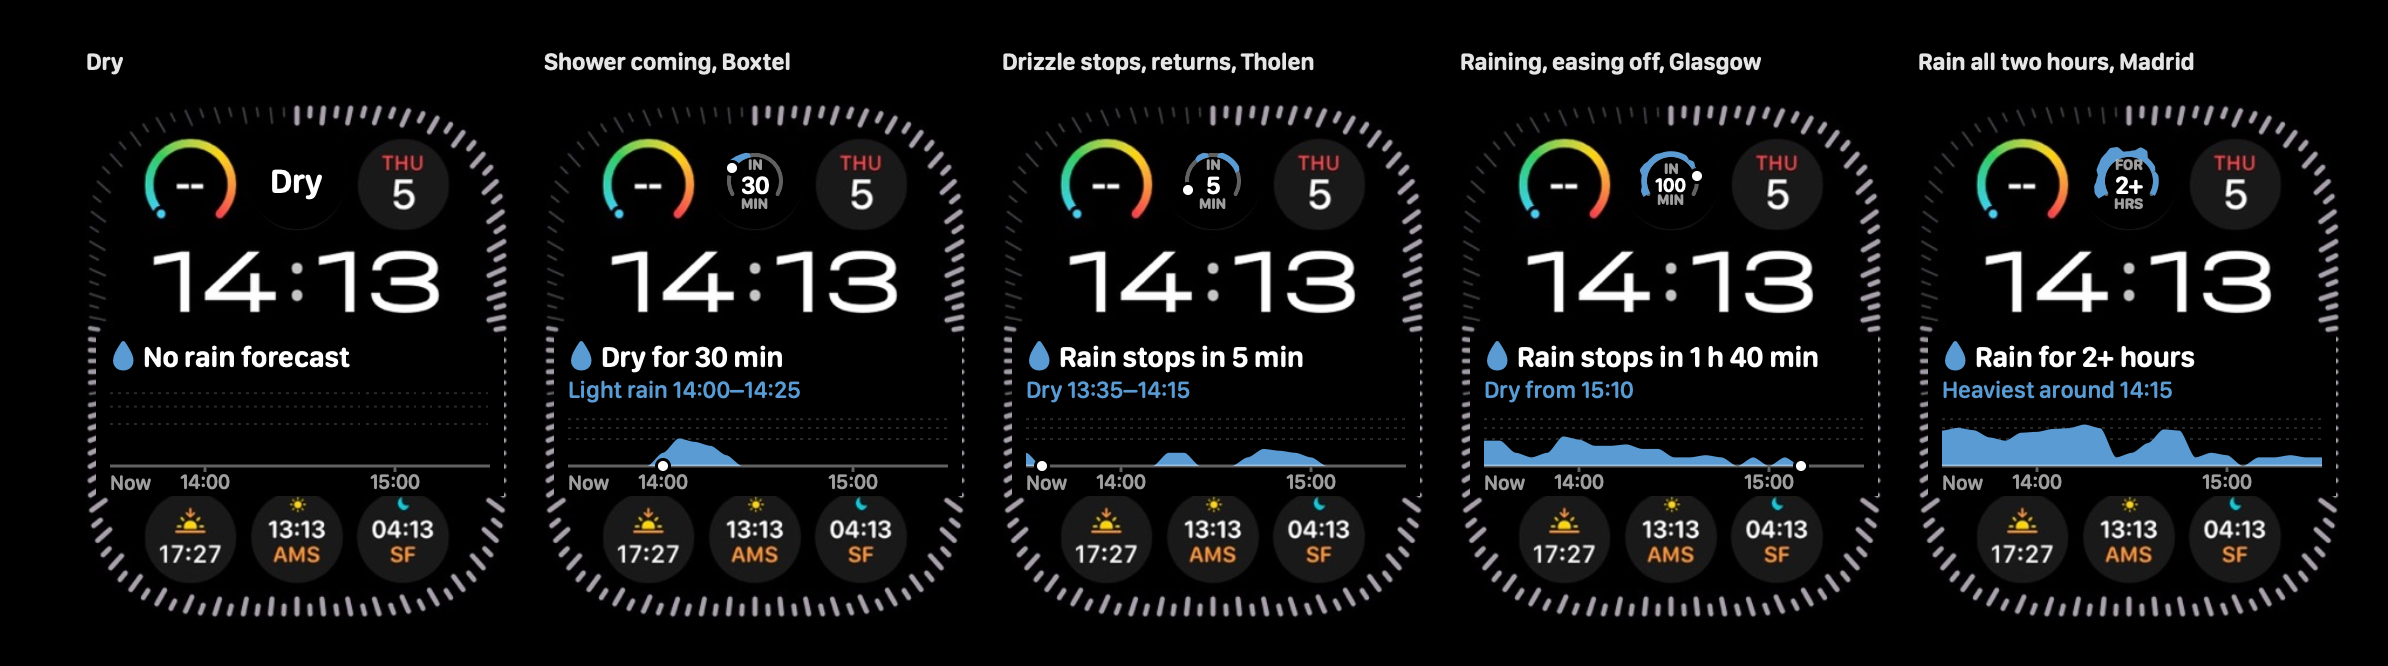 Dry
--
Dry
THU
5
14:13
No rain forecast
Now 14:00 15:00
17:27
13:13
AMS
04:13
SF
Shower coming, Boxtel
--
IN
30
MIN
THU
5
14:13
Dry for 30 min
Light rain 14:00–14:25
Now 14:00 15:00
17:27
13:13
AMS
04:13
SF
Drizzle stops, returns, Tholen
--
IN
5
MIN
THU
5
14:13
Rain stops in 5 min
Dry 13:35–14:15
Now 14:00 15:00
17:27
13:13
AMS
04:13
SF
Raining, easing off, Glasgow
--
IN
100
MIN
THU
5
14:13
Rain stops in 1 h 40 min
Dry from 15:10
Now 14:00 15:00
17:27
13:13
AMS
04:13
SF
Rain all two hours, Madrid
--
FOR
2+
HRS
THU
5
14:13
Rain for 2+ hours
Heaviest around 14:15
Now 14:00 15:00
17:27
13:13
AMS
04:13
SF